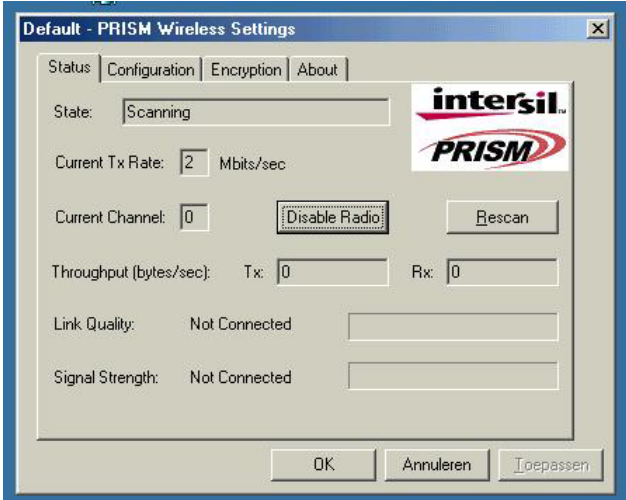 Default - PRISM Wireless Settings
Status Configuration Encryption About
intersil
PRISM
State: Scanning
Current Tx Rate: 2 Mbits/sec
Current Channel: 0 Disable Radio Rescan
Throughput (bytes/sec): Tx: 0 Rx: 0
Link Quality: Not Connected
Signal Strength: Not Connected
OK Annuleren Toepassen